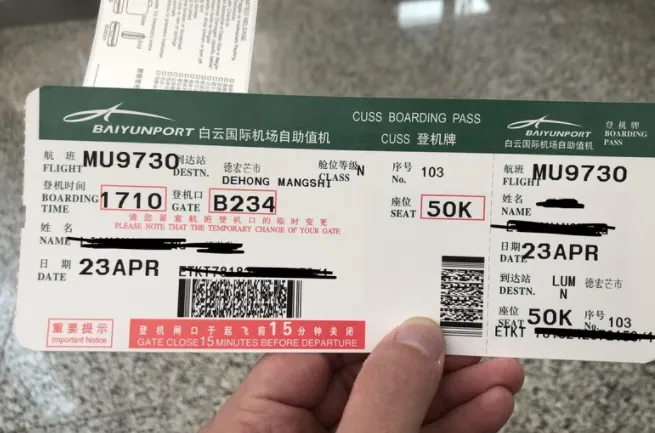 BAIYUNPORT 白云国际机场自助值机
CUSS BOARDING PASS
CUSS 登机牌
航班 FLIGHT MU9730
到达站 DESTN. 德宏芒市 DEHONG MANGSHI
舱位等级 CLASS N
序号 No. 103
登机时间 BOARDING TIME 1710
登机口 GATE B234
座位 SEAT 50K
请您留意航班登机口的临时变更
PLEASE NOTE THAT THE TEMPORARY CHANGE OF YOUR GATE
姓名 NAME
日期 DATE 23APR
重要提示
Important Notice
登机闸口于起飞前15分钟关闭
GATE CLOSE 15 MINUTES BEFORE DEPARTURE
BAIYUNPORT
白云国际机场自助值机
登机牌
BOARDING PASS
航班 FLIGHT MU9730
姓名 NAME
日期 DATE 23APR
到达站 DESTN. LUM 德宏芒市
N
座位 SEAT 50K
序号 No. 103
ETKT